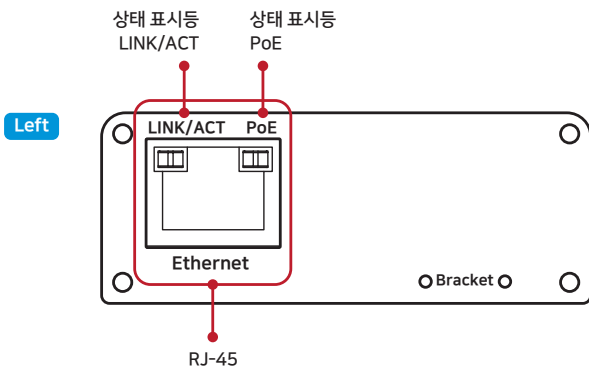 상태 표시등
LINK/ACT
상태 표시등
PoE
Left
LINK/ACT
PoE
Ethernet
Bracket
RJ-45